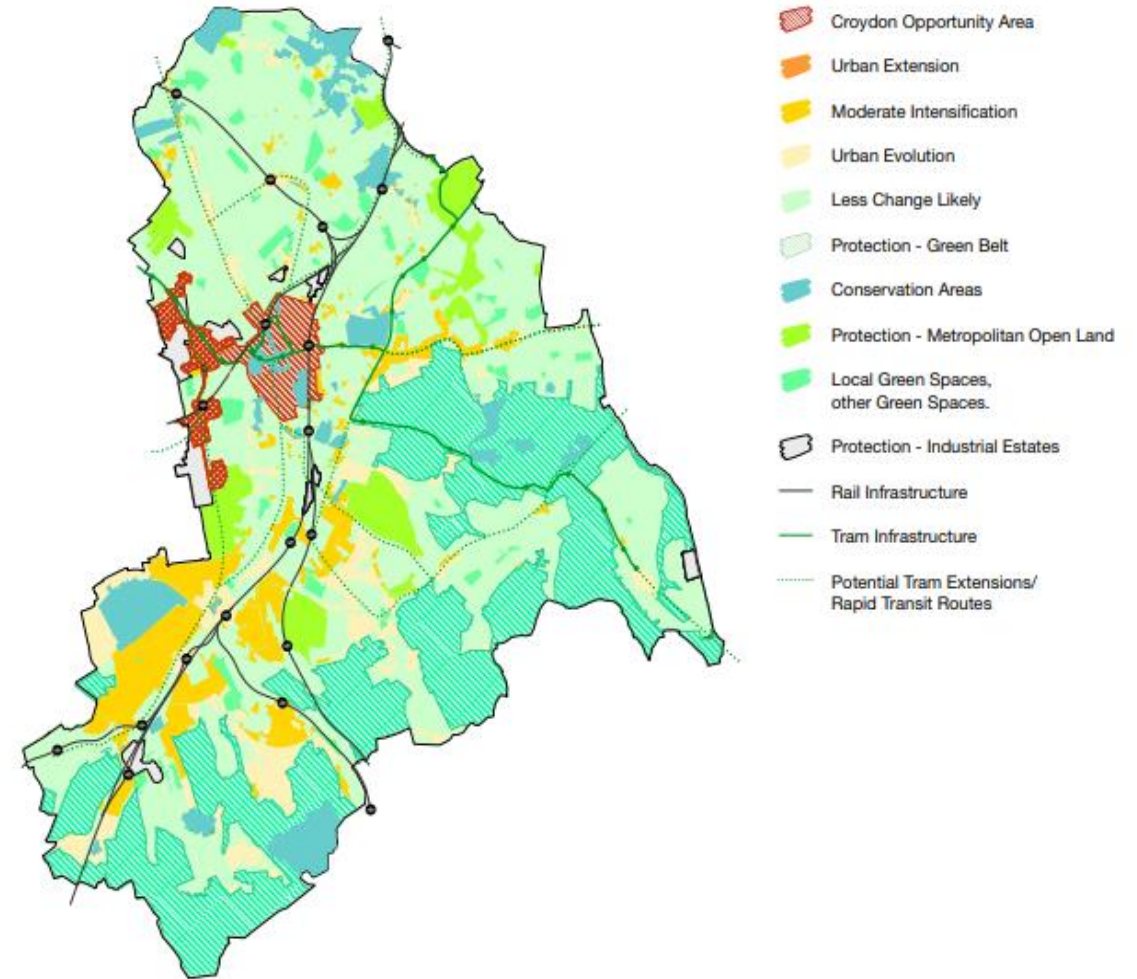 Croydon Opportunity Area
Urban Extension
Moderate Intensification
Urban Evolution
Less Change Likely
Protection - Green Belt
Conservation Areas
Protection - Metropolitan Open Land
Local Green Spaces,
other Green Spaces.
Protection - Industrial Estates
Rail Infrastructure
Tram Infrastructure
Potential Tram Extensions/
Rapid Transit Routes